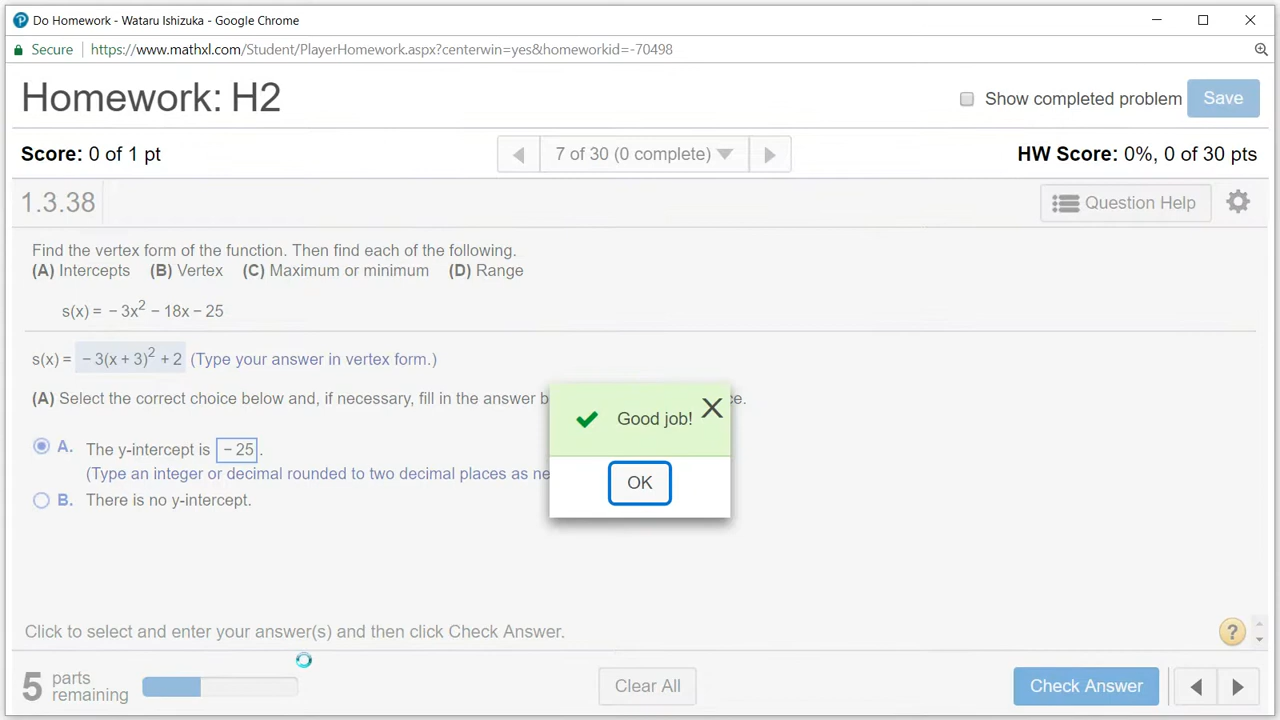 Do Homework - Wataru Ishizuka - Google Chrome
Secure | https://www.mathxl.com/Student/PlayerHomework.aspx?centerwin=yes&homeworkid=-70498
Homework: H2
Show completed problem
Save
Score: 0 of 1 pt
7 of 30 (0 complete)
HW Score: 0%, 0 of 30 pts
1.3.38
Question Help
Find the vertex form of the function. Then find each of the following.
(A) Intercepts (B) Vertex (C) Maximum or minimum (D) Range
s(x) = − 3x² − 18x − 25
s(x) = − 3(x + 3)² + 2 (Type your answer in vertex form.)
(A) Select the correct choice below and, if necessary, fill in the answer b
ce.
Good job!
OK
A. The y-intercept is − 25.
(Type an integer or decimal rounded to two decimal places as ne
B. There is no y-intercept.
Click to select and enter your answer(s) and then click Check Answer.
?
5 parts remaining
Clear All
Check Answer